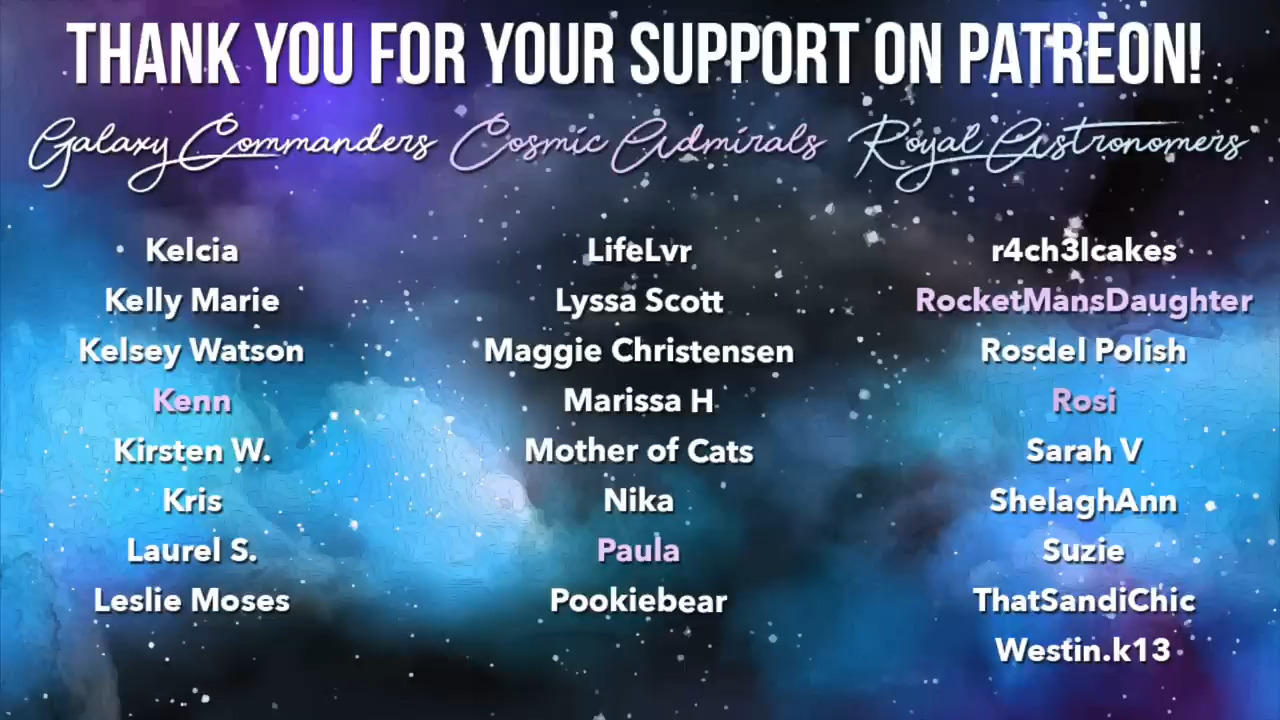 THANK YOU FOR YOUR SUPPORT ON PATREON!
Galaxy Commanders Cosmic Admirals Royal Astronomers
Kelcia
Kelly Marie
Kelsey Watson
Kenn
Kirsten W.
Kris
Laurel S.
Leslie Moses
LifeLvr
Lyssa Scott
Maggie Christensen
Marissa H
Mother of Cats
Nika
Paula
Pookiebear
r4ch3lcakes
RocketMansDaughter
Rosdel Polish
Rosi
Sarah V
ShelaghAnn
Suzie
ThatSandiChic
Westin.k13